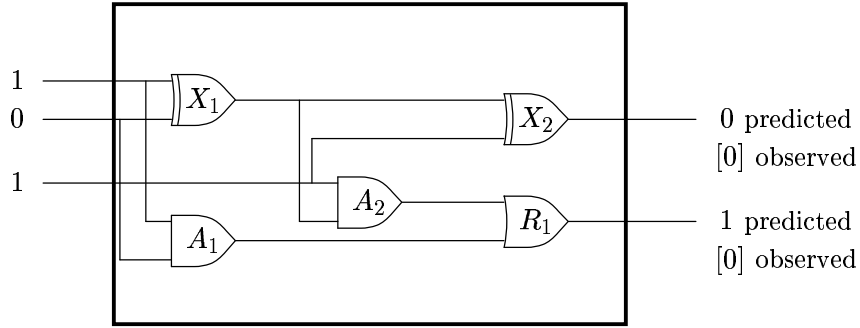 1
X₁
0
X₂
0 predicted
[0] observed
1
A₂
A₁
R₁
1 predicted
[0] observed